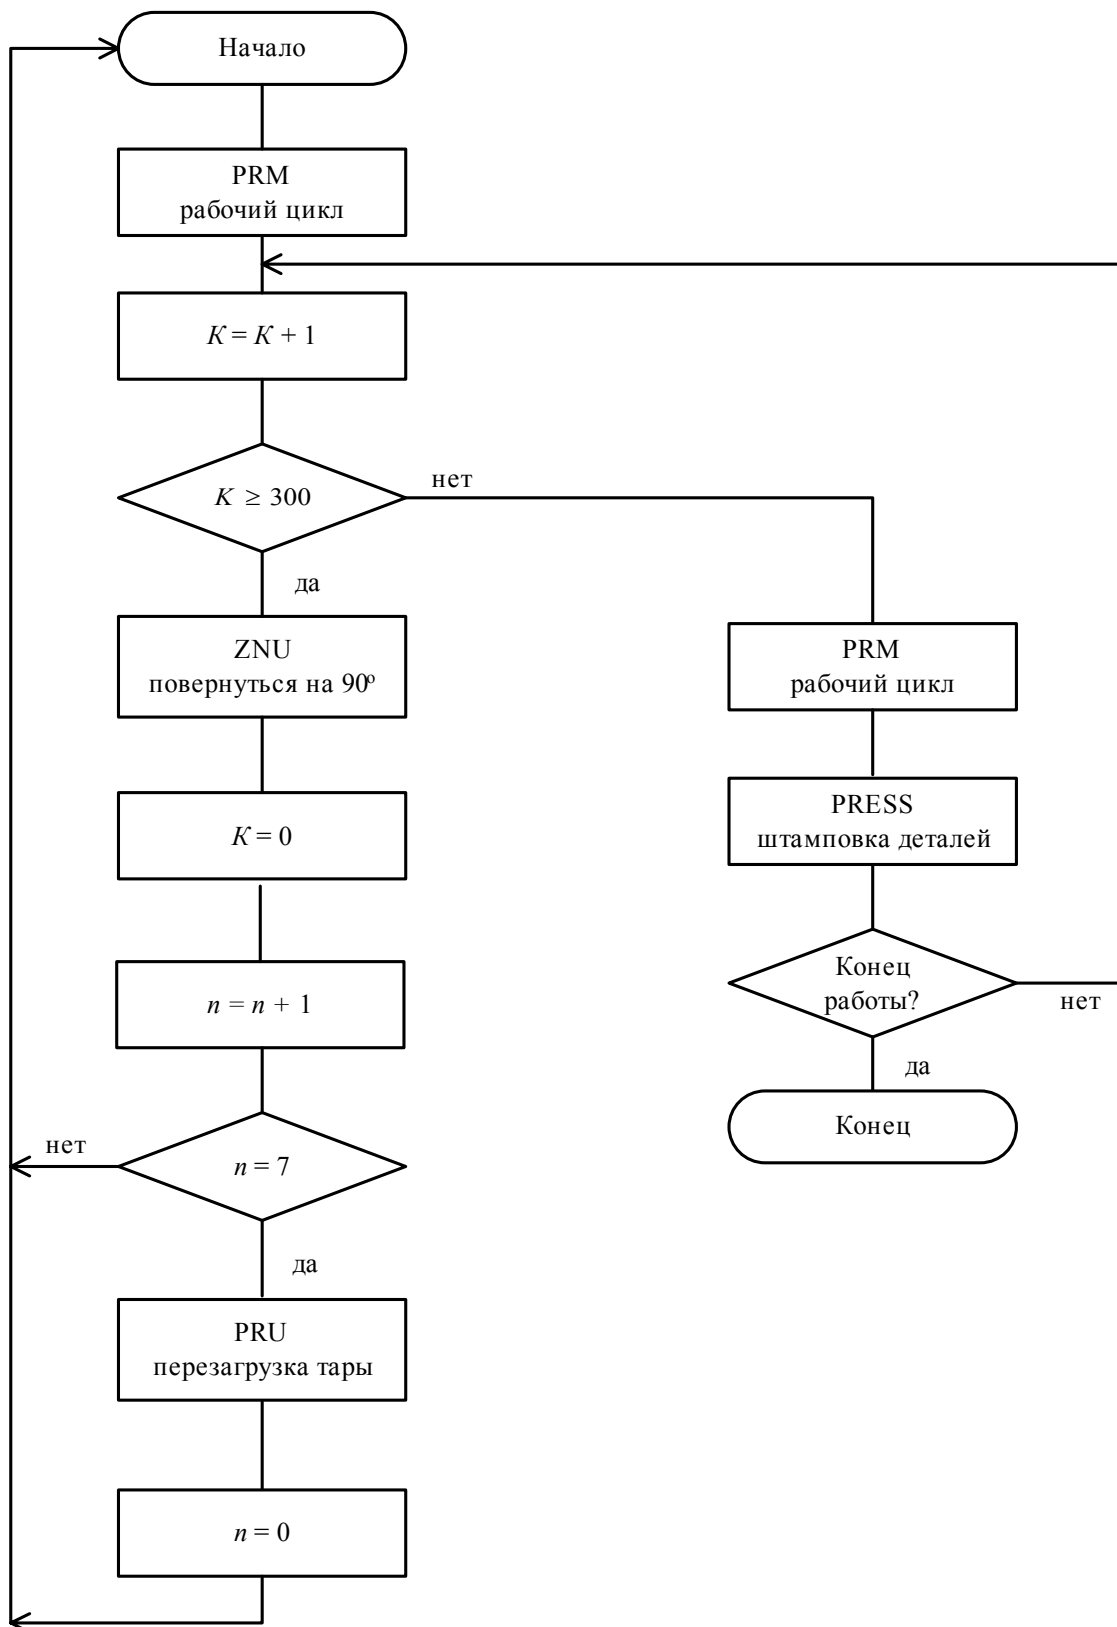 Начало
PRM
рабочий цикл
K = K + 1
K ≥ 300
нет
да
ZNU
повернуться на 90º
K = 0
n = n + 1
n = 7
нет
да
PRU
перезагрузка тары
n = 0
PRM
рабочий цикл
PRESS
штамповка деталей
Конец
работы?
нет
да
Конец